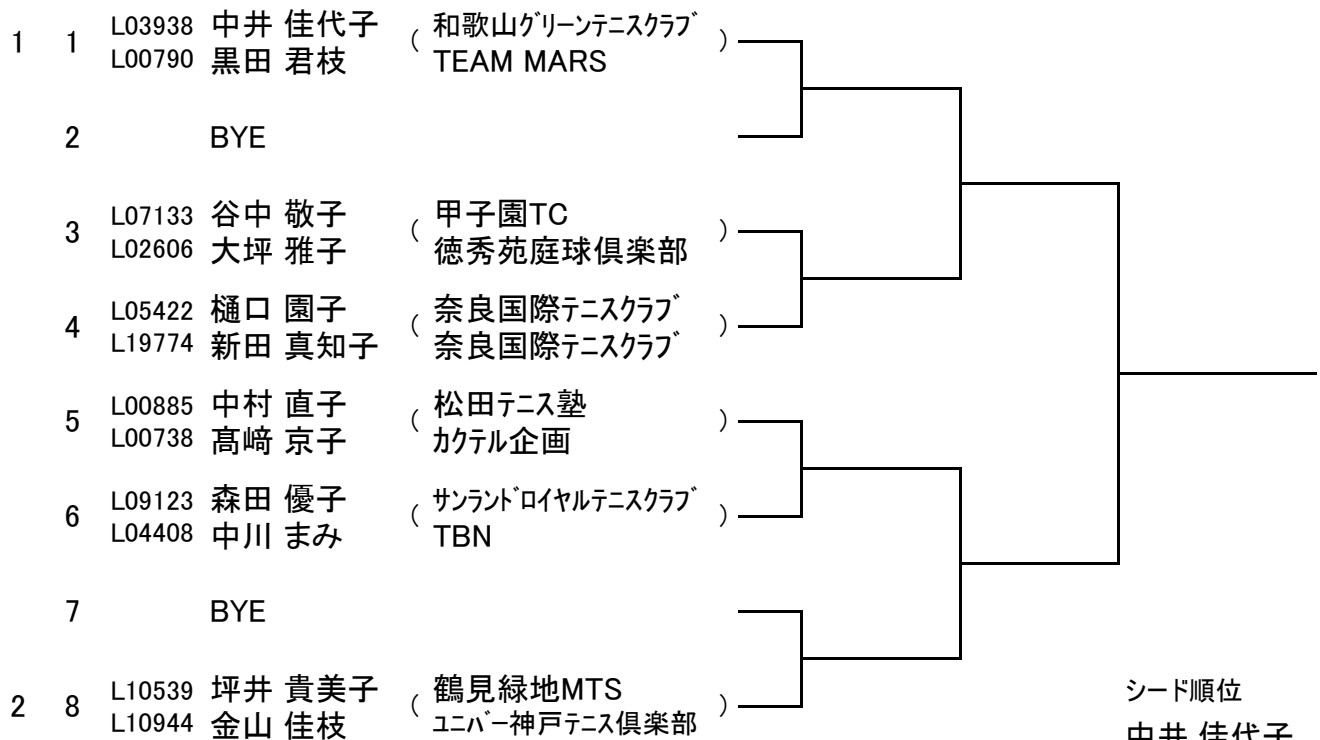 1 1 L03938 中井 佳代子 ( 和歌山グリーンテニスクラブ )
L00790 黒田 君枝 TEAM MARS
2 BYE
3 L07133 谷中 敬子 ( 甲子園TC )
L02606 大坪 雅子 徳秀苑庭球倶楽部
4 L05422 樋口 園子 ( 奈良国際テニスクラブ )
L19774 新田 真知子 奈良国際テニスクラブ
5 L00885 中村 直子 ( 松田テニス塾 )
L00738 髙﨑 京子 カクテル企画
6 L09123 森田 優子 ( サンランドロイヤルテニスクラブ )
L04408 中川 まみ TBN
7 BYE
2 8 L10539 坪井 貴美子 ( 鶴見緑地MTS )
L10944 金山 佳枝 ユニバー神戸テニス倶楽部
シード順位
中井 佳代子